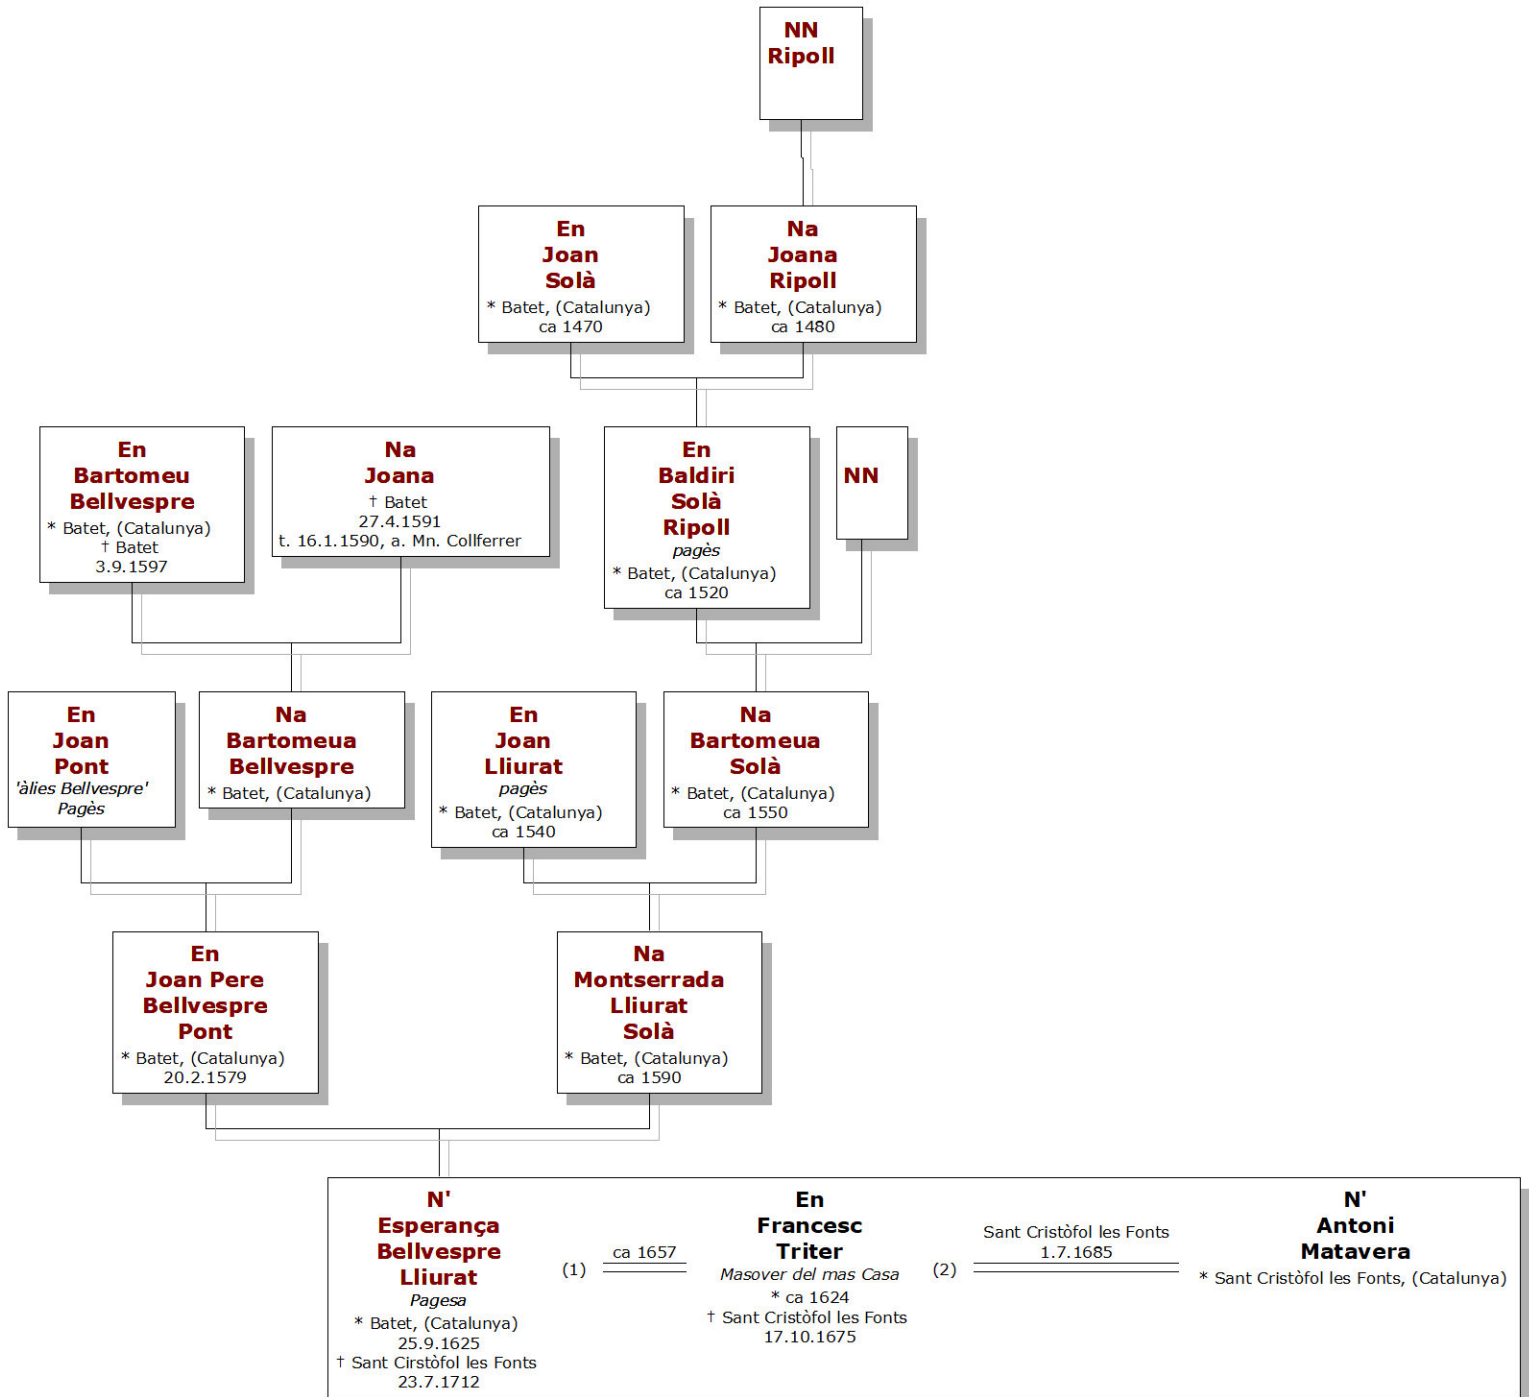 NN
Ripoll
En
Joan
Solà
* Batet, (Catalunya)
ca 1470
Na
Joana
Ripoll
* Batet, (Catalunya)
ca 1480
En
Bartomeu
Bellvespre
* Batet, (Catalunya)
† Batet
3.9.1597
Na
Joana
† Batet
27.4.1591
t. 16.1.1590, a. Mn. Collferrer
En
Baldiri
Solà
Ripoll
pagès
* Batet, (Catalunya)
ca 1520
NN
En
Joan
Pont
'àlies Bellvespre'
Pagès
Na
Bartomeua
Bellvespre
* Batet, (Catalunya)
En
Joan
Lliurat
pagès
* Batet, (Catalunya)
ca 1540
Na
Bartomeua
Solà
* Batet, (Catalunya)
ca 1550
En
Joan Pere
Bellvespre
Pont
* Batet, (Catalunya)
20.2.1579
Na
Montserrada
Lliurat
Solà
* Batet, (Catalunya)
ca 1590
N'
Esperança
Bellvespre
Lliurat
Pagesa
* Batet, (Catalunya)
25.9.1625
† Sant Cirstòfol les Fonts
23.7.1712
(1)
ca 1657
En
Francesc
Triter
Masover del mas Casa
* ca 1624
† Sant Cristòfol les Fonts
17.10.1675
(2)
Sant Cristòfol les Fonts
1.7.1685
N'
Antoni
Matavera
* Sant Cristòfol les Fonts, (Catalunya)